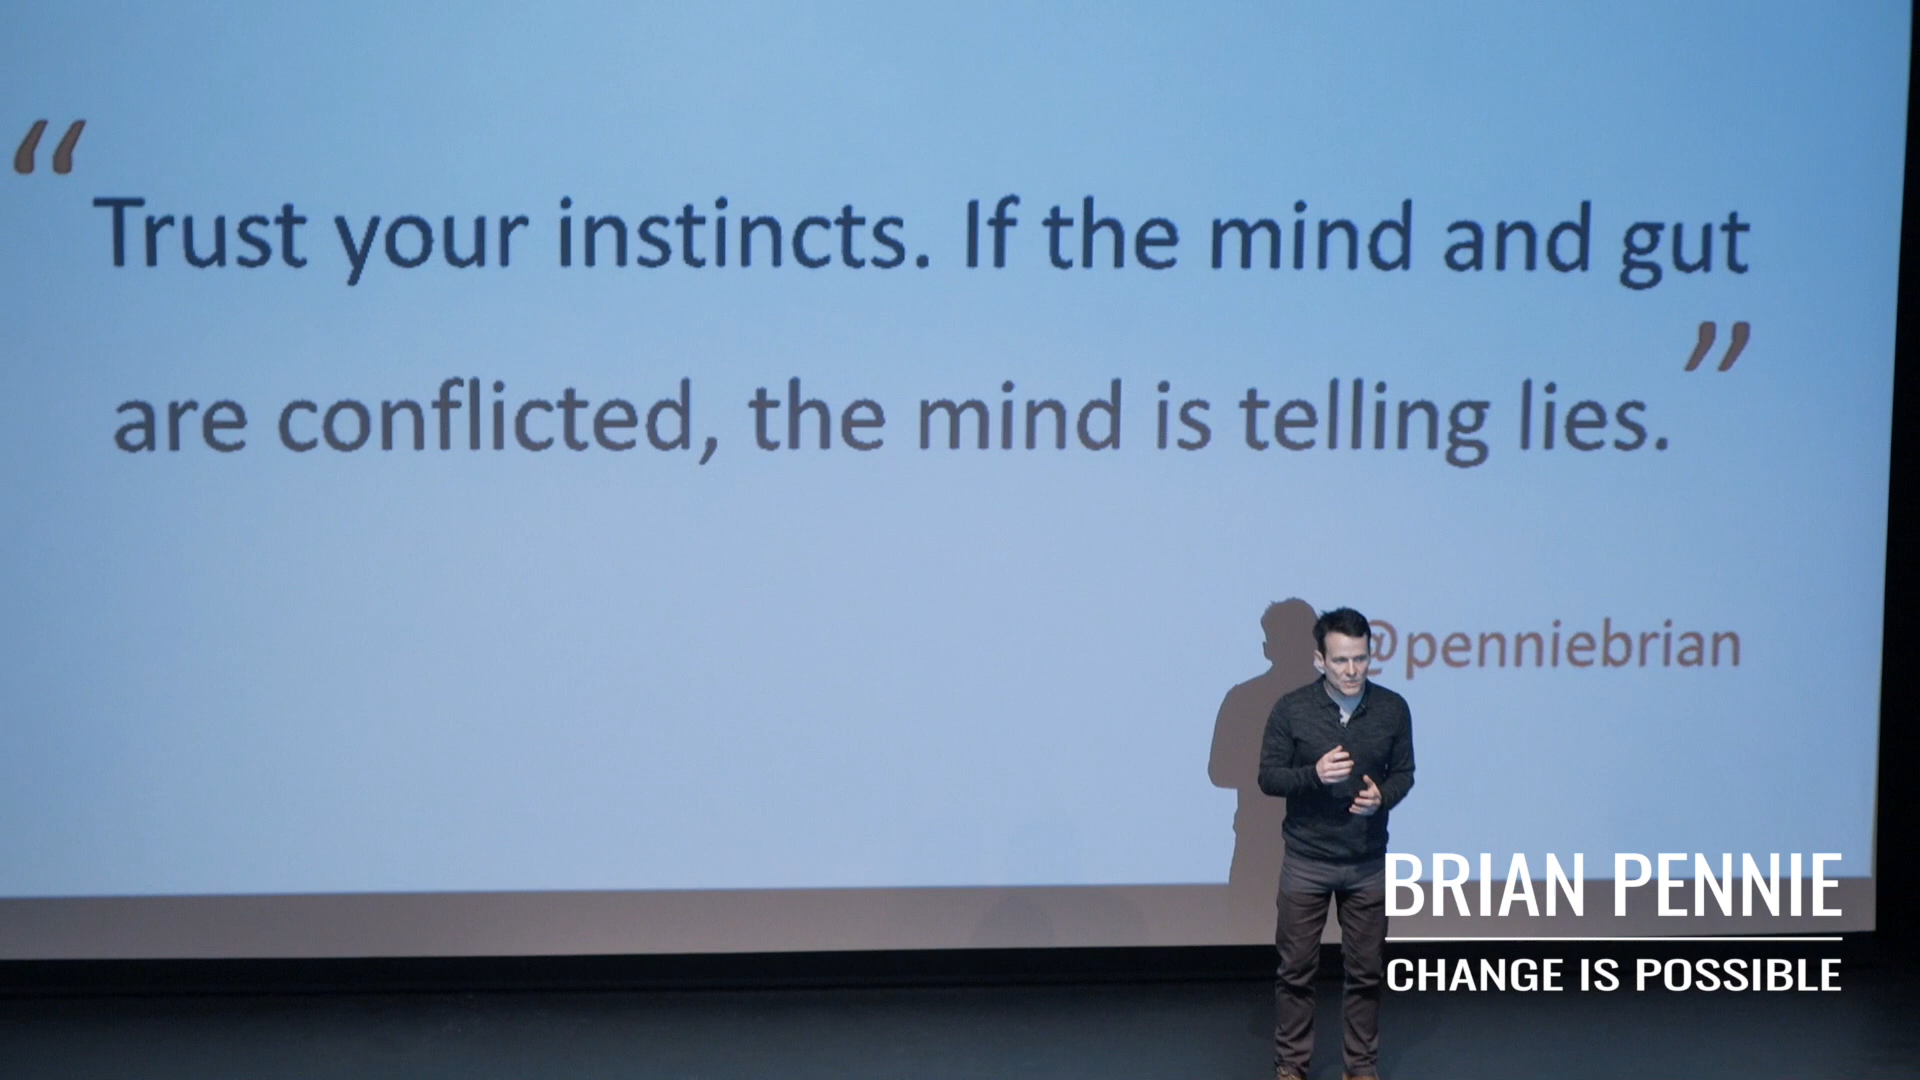 “Trust your instincts. If the mind and gut
are conflicted, the mind is telling lies.”
@penniebrian
BRIAN PENNIE
CHANGE IS POSSIBLE